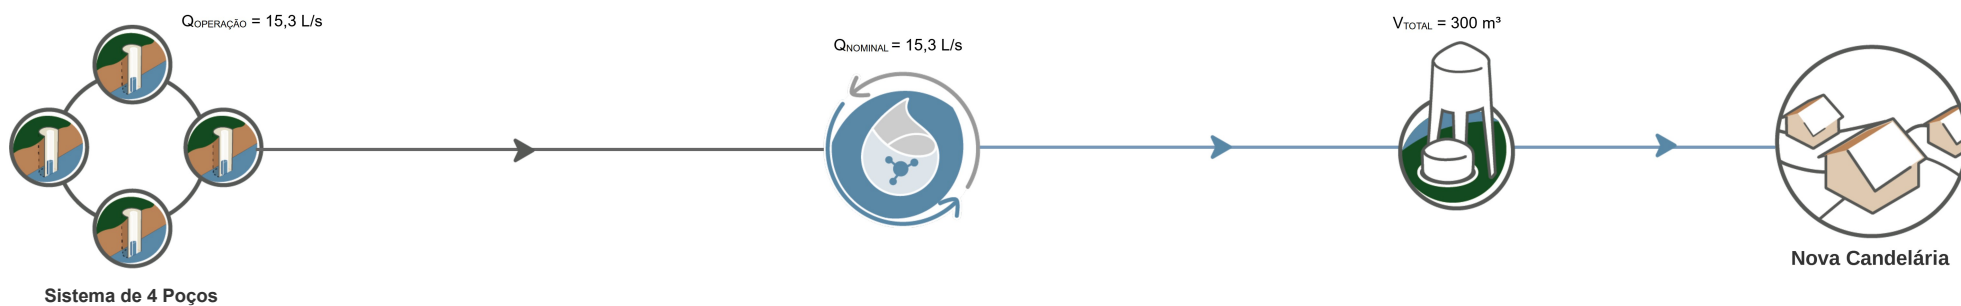 QOPERAÇÃO = 15,3 L/s
QNOMINAL = 15,3 L/s
VTOTAL = 300 m³
Nova Candelária
Sistema de 4 Poços